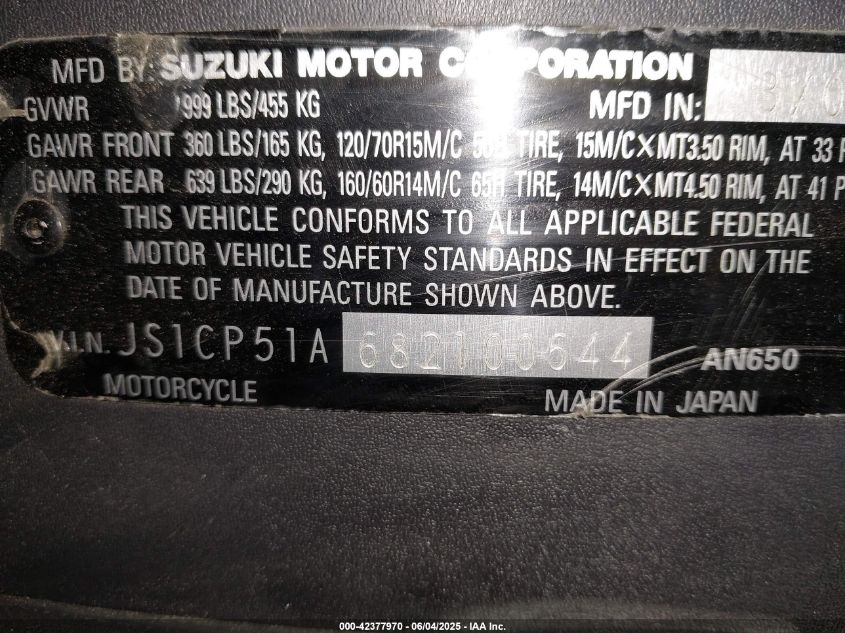 MFD BY: SUZUKI MOTOR CORPORATION
GVWR 999 LBS/455 KG MFD IN:
GAWR FRONT 360 LBS/165 KG, 120/70R15M/C TIRE, 15M/C×MT3.50 RIM, AT 33
GAWR REAR 639 LBS/290 KG, 160/60R14M/C 65H TIRE, 14M/C×MT4.50 RIM, AT 41 P
THIS VEHICLE CONFORMS TO ALL APPLICABLE FEDERAL
MOTOR VEHICLE SAFETY STANDARDS IN EFFECT ON THE
DATE OF MANUFACTURE SHOWN ABOVE.
V.I.N. JS1CP51A 682100644 AN650
MOTORCYCLE MADE IN JAPAN
000-42377970 - 06/04/2025 - IAA Inc.